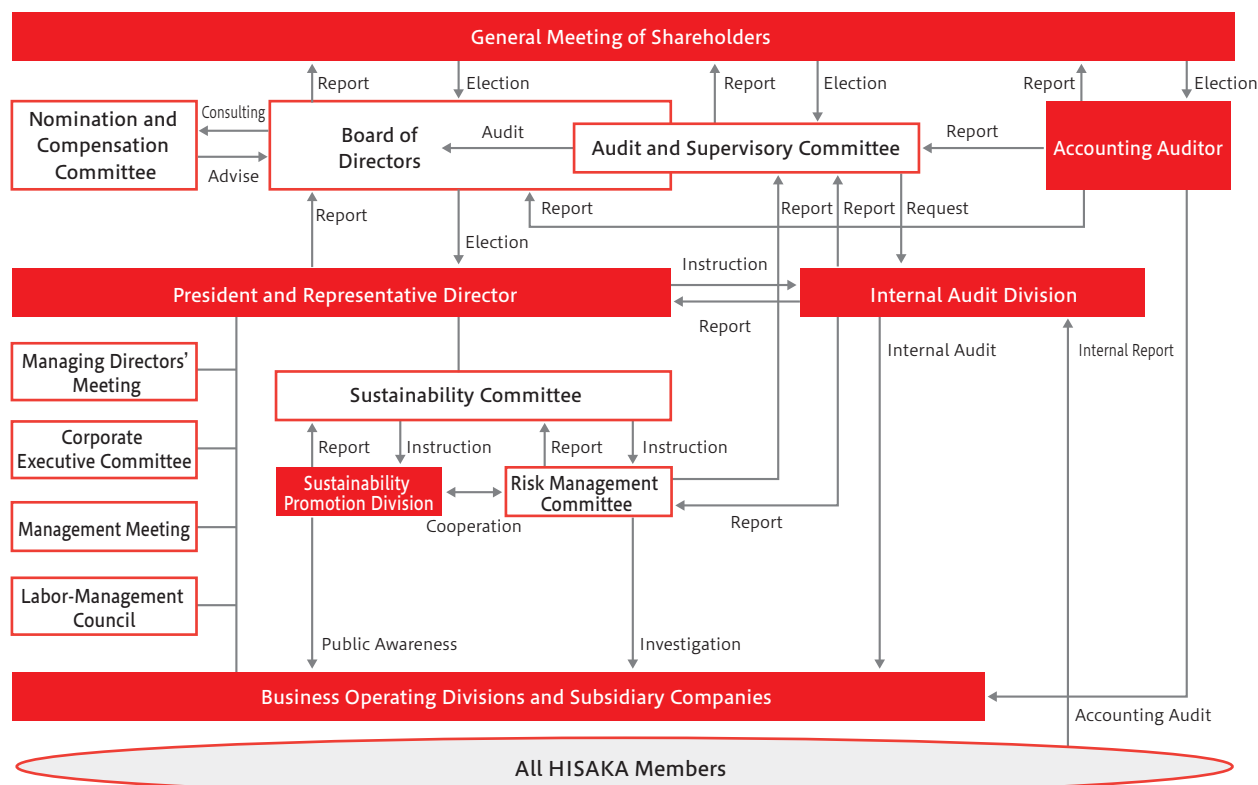 General Meeting of Shareholders
Report
Election
Report
Election
Report
Election
Nomination and
Compensation
Committee
Consulting
Advise
Board of
Directors
Audit
Audit and Supervisory Committee
Report
Accounting Auditor
Report
Election
Report
Report
Report
Request
President and Representative Director
Instruction
Report
Internal Audit Division
Managing Directors'
Meeting
Corporate
Executive Committee
Management Meeting
Labor-Management
Council
Sustainability Committee
Internal Audit
Internal Report
Report
Instruction
Report
Instruction
Sustainability
Promotion Division
Cooperation
Risk Management
Committee
Report
Public Awareness
Investigation
Business Operating Divisions and Subsidiary Companies
Accounting Audit
All HISAKA Members